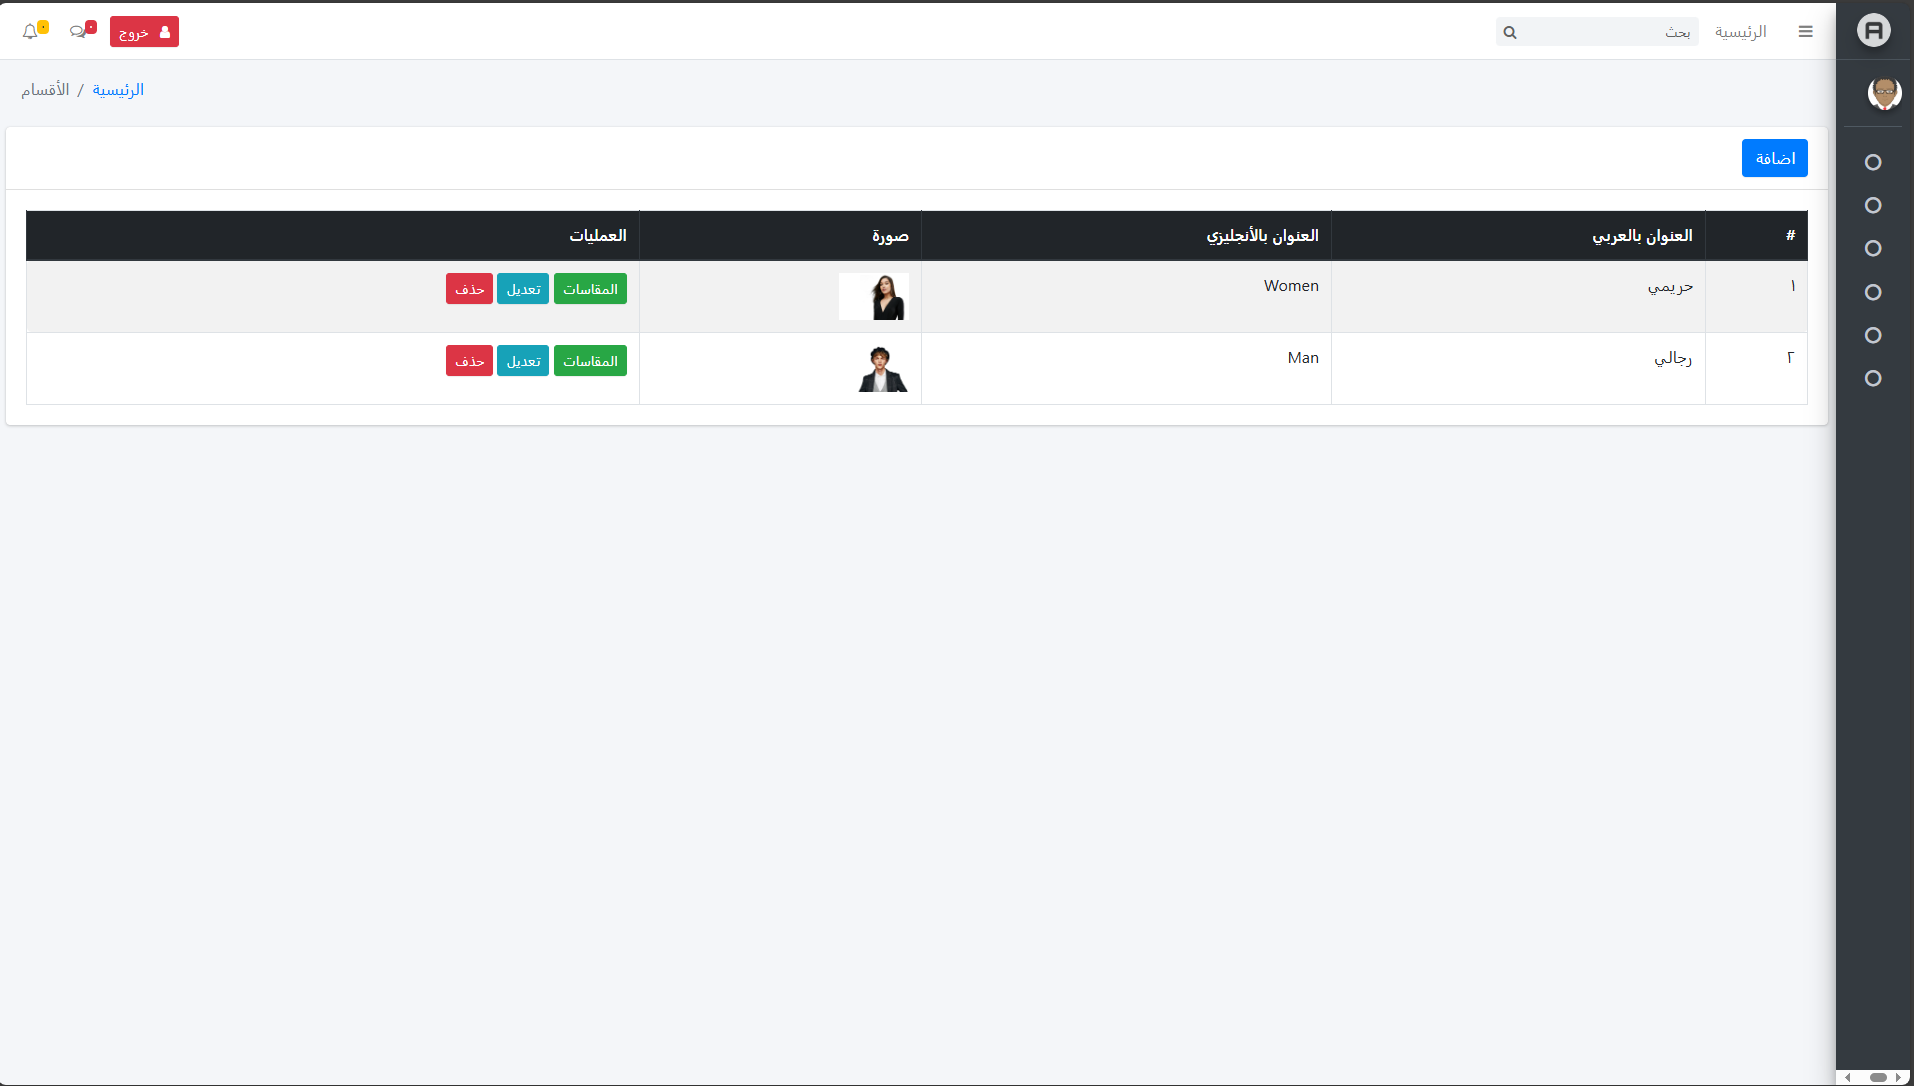 الرئيسية
بحث
خروج
الرئيسية / الأقسام
اضافة
# العنوان بالعربي العنوان بالأنجليزي صورة العمليات
١ حريمي Women المقاسات تعديل حذف
٢ رجالي Man المقاسات تعديل حذف